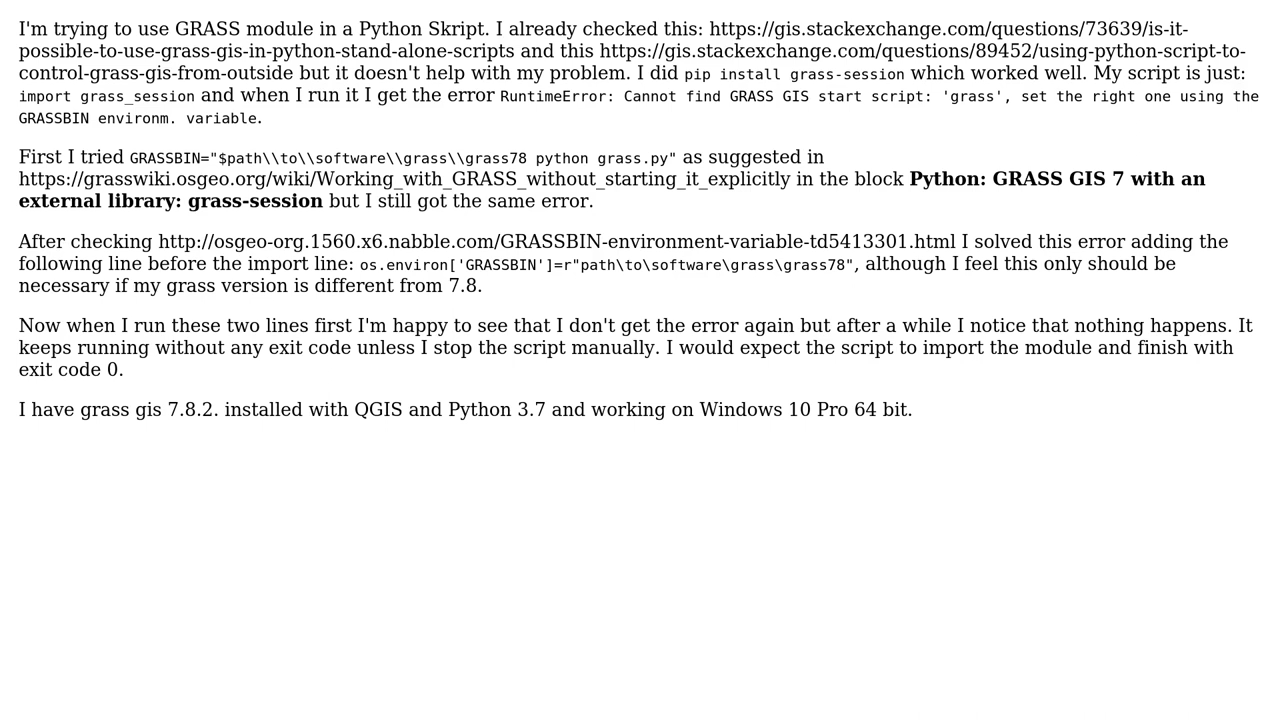 I'm trying to use GRASS module in a Python Skript. I already checked this: https://gis.stackexchange.com/questions/73639/is-it-
possible-to-use-grass-gis-in-python-stand-alone-scripts and this https://gis.stackexchange.com/questions/89452/using-python-script-to-
control-grass-gis-from-outside but it doesn't help with my problem. I did pip install grass-session which worked well. My script is just:
import grass_session and when I run it I get the error RuntimeError: Cannot find GRASS GIS start script: 'grass', set the right one using the
GRASSBIN environm. variable.
First I tried GRASSBIN="$path\\to\\software\\grass\\grass78 python grass.py" as suggested in
https://grasswiki.osgeo.org/wiki/Working_with_GRASS_without_starting_it_explicitly in the block Python: GRASS GIS 7 with an
external library: grass-session but I still got the same error.
After checking http://osgeo-org.1560.x6.nabble.com/GRASSBIN-environment-variable-td5413301.html I solved this error adding the
following line before the import line: os.environ['GRASSBIN']=r"path\to\software\grass\grass78", although I feel this only should be
necessary if my grass version is different from 7.8.
Now when I run these two lines first I'm happy to see that I don't get the error again but after a while I notice that nothing happens. It
keeps running without any exit code unless I stop the script manually. I would expect the script to import the module and finish with
exit code 0.
I have grass gis 7.8.2. installed with QGIS and Python 3.7 and working on Windows 10 Pro 64 bit.